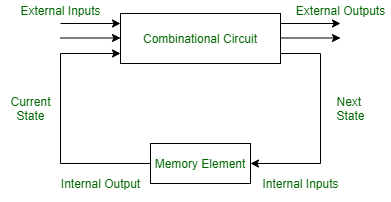 External Inputs
External Outputs
Combinational Circuit
Current
State
Next
State
Memory Element
Internal Output
Internal Inputs